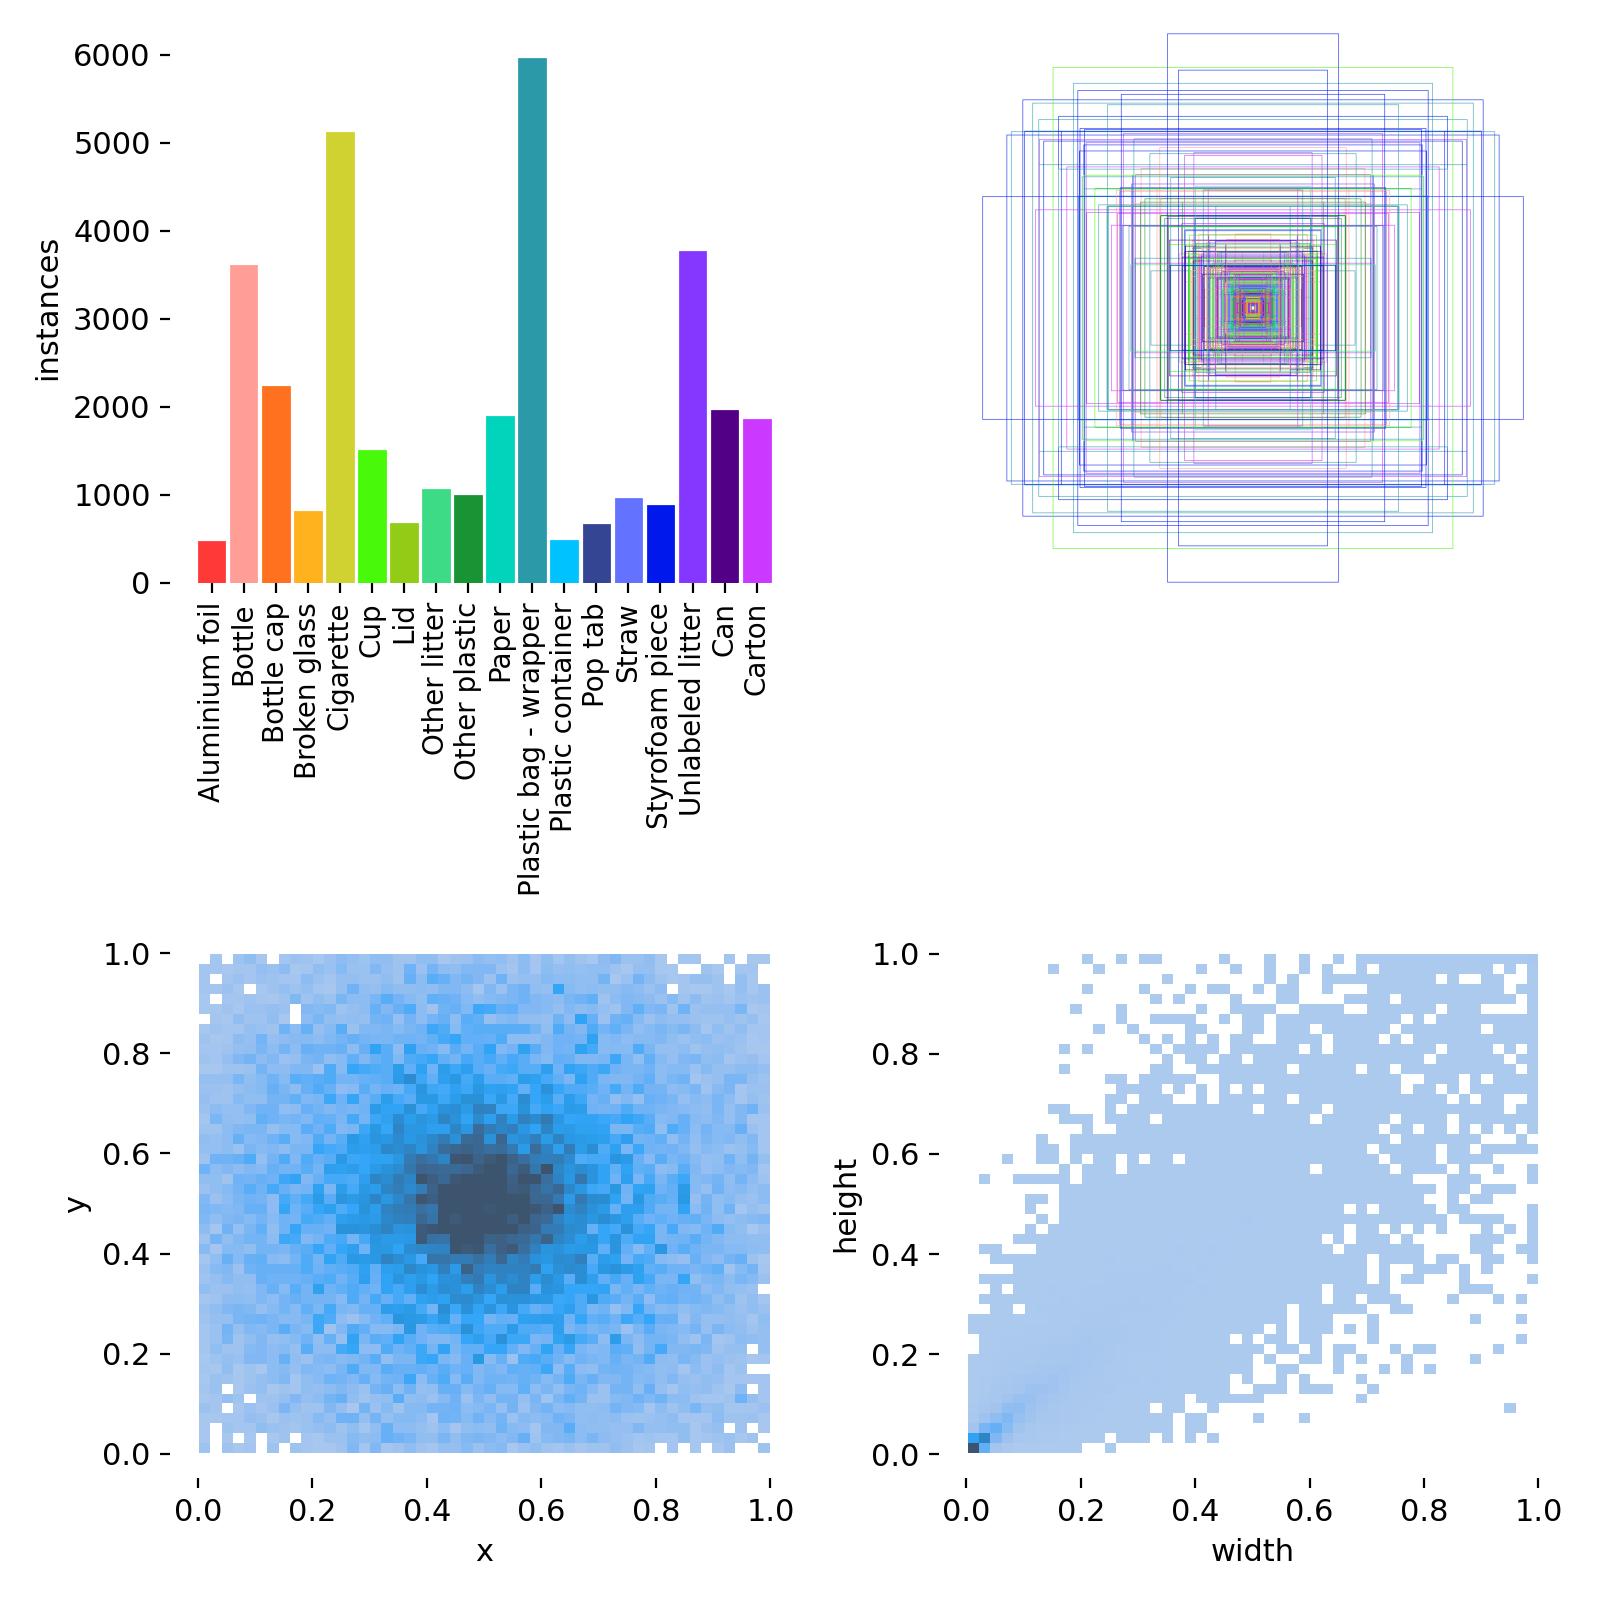 6000
5000
4000
3000
2000
1000
0
instances
Aluminium foil
Bottle
Bottle cap
Broken glass
Cigarette
Cup
Lid
Other litter
Other plastic
Paper
Plastic bag - wrapper
Plastic container
Pop tab
Straw
Styrofoam piece
Unlabeled litter
Can
Carton
1.0
0.8
0.6
0.4
0.2
0.0
y
0.0 0.2 0.4 0.6 0.8 1.0
x
1.0
0.8
0.6
0.4
0.2
0.0
height
0.0 0.2 0.4 0.6 0.8 1.0
width